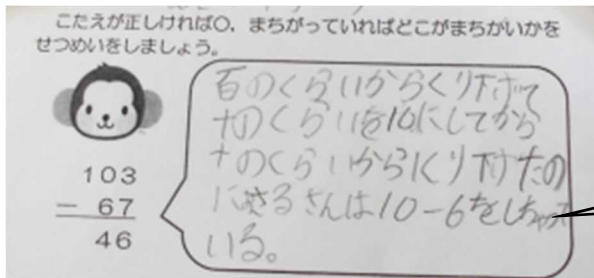 こたえが正しければ○，まちがっていればどこがまちがいかを
せつめいをしましょう。
百のくらいからくり下げて
十のくらいを10にしてから
十のくらいから1くり下げたの
にさるさんは10－6をしちゃって
いる。
103
－ 67
46